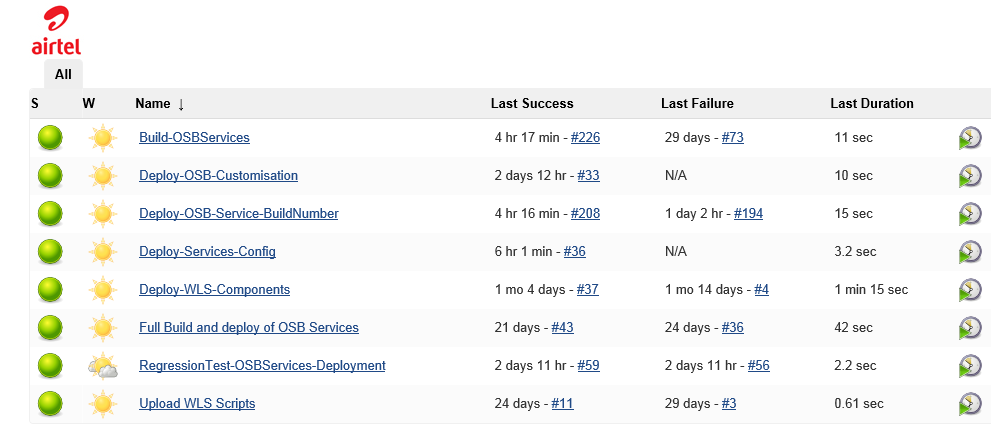 airtel
All
S W Name ↓ Last Success Last Failure Last Duration
Build-OSBServices 4 hr 17 min - #226 29 days - #73 11 sec
Deploy-OSB-Customisation 2 days 12 hr - #33 N/A 10 sec
Deploy-OSB-Service-BuildNumber 4 hr 16 min - #208 1 day 2 hr - #194 15 sec
Deploy-Services-Config 6 hr 1 min - #36 N/A 3.2 sec
Deploy-WLS-Components 1 mo 4 days - #37 1 mo 14 days - #4 1 min 15 sec
Full Build and deploy of OSB Services 21 days - #43 24 days - #36 42 sec
RegressionTest-OSBServices-Deployment 2 days 11 hr - #59 2 days 11 hr - #56 2.2 sec
Upload WLS Scripts 24 days - #11 29 days - #3 0.61 sec